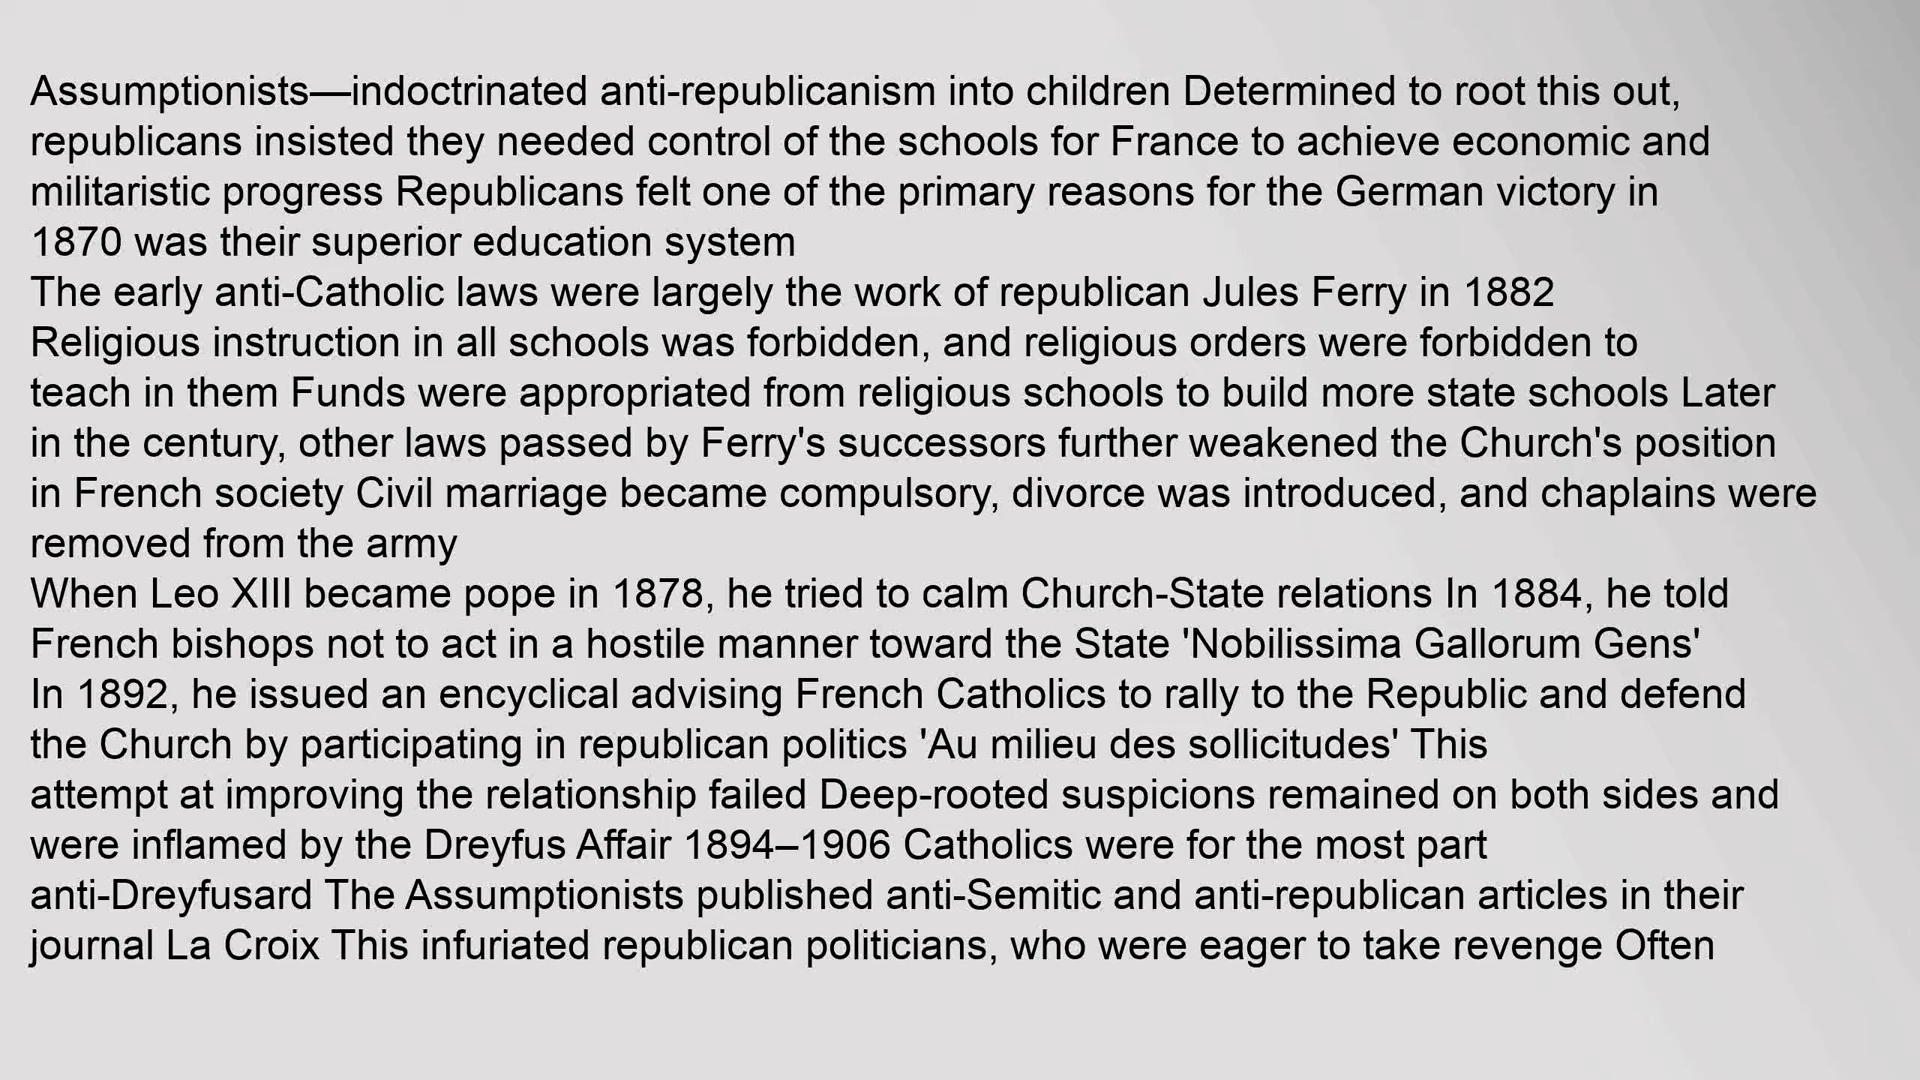 Assumptionists—indoctrinated anti-republicanism into children Determined to root this out,
republicans insisted they needed control of the schools for France to achieve economic and
militaristic progress Republicans felt one of the primary reasons for the German victory in
1870 was their superior education system
The early anti-Catholic laws were largely the work of republican Jules Ferry in 1882
Religious instruction in all schools was forbidden, and religious orders were forbidden to
teach in them Funds were appropriated from religious schools to build more state schools Later
in the century, other laws passed by Ferry's successors further weakened the Church's position
in French society Civil marriage became compulsory, divorce was introduced, and chaplains were
removed from the army
When Leo XIII became pope in 1878, he tried to calm Church-State relations In 1884, he told
French bishops not to act in a hostile manner toward the State 'Nobilissima Gallorum Gens'
In 1892, he issued an encyclical advising French Catholics to rally to the Republic and defend
the Church by participating in republican politics 'Au milieu des sollicitudes' This
attempt at improving the relationship failed Deep-rooted suspicions remained on both sides and
were inflamed by the Dreyfus Affair 1894–1906 Catholics were for the most part
anti-Dreyfusard The Assumptionists published anti-Semitic and anti-republican articles in their
journal La Croix This infuriated republican politicians, who were eager to take revenge Often